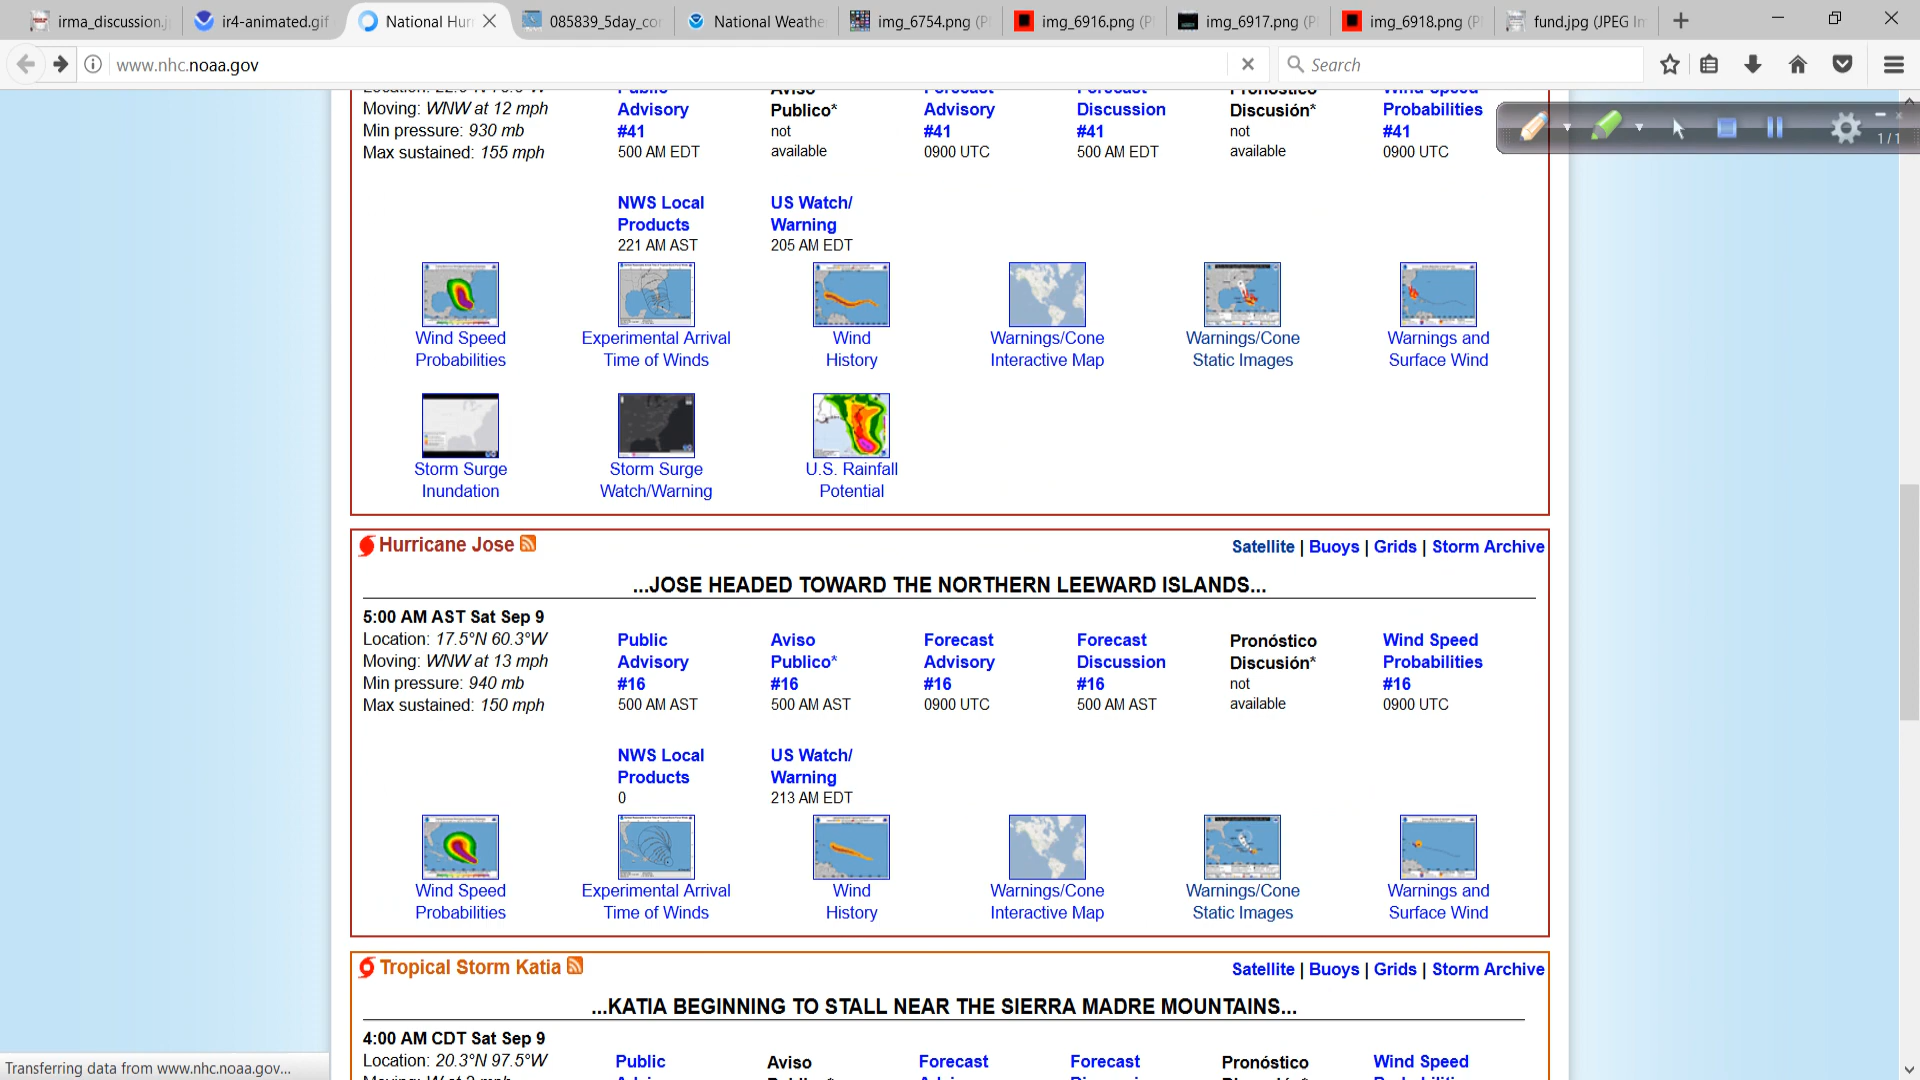 irma_discussion.j
ir4-animated.gif
National Hur
085839_5day_co
National Weathe
img_6754.png (P
img_6916.png (P
img_6917.png (P
img_6918.png (P
fund.jpg (JPEG Im
www.nhc.noaa.gov
Search
1/1
Moving: WNW at 12 mph
Min pressure: 930 mb
Max sustained: 155 mph
Public
Advisory
#41
500 AM EDT
Aviso
Publico*
not
available
Forecast
Advisory
#41
0900 UTC
Forecast
Discussion
#41
500 AM EDT
Pronóstico
Discusión*
not
available
Wind Speed
Probabilities
#41
0900 UTC
NWS Local
Products
221 AM AST
US Watch/
Warning
205 AM EDT
Wind Speed
Probabilities
Experimental Arrival
Time of Winds
Wind
History
Warnings/Cone
Interactive Map
Warnings/Cone
Static Images
Warnings and
Surface Wind
Storm Surge
Inundation
Storm Surge
Watch/Warning
U.S. Rainfall
Potential
Hurricane Jose
Satellite | Buoys | Grids | Storm Archive
...JOSE HEADED TOWARD THE NORTHERN LEEWARD ISLANDS...
5:00 AM AST Sat Sep 9
Location: 17.5°N 60.3°W
Moving: WNW at 13 mph
Min pressure: 940 mb
Max sustained: 150 mph
Public
Advisory
#16
500 AM AST
Aviso
Publico*
#16
500 AM AST
Forecast
Advisory
#16
0900 UTC
Forecast
Discussion
#16
500 AM AST
Pronóstico
Discusión*
not
available
Wind Speed
Probabilities
#16
0900 UTC
NWS Local
Products
0
US Watch/
Warning
213 AM EDT
Wind Speed
Probabilities
Experimental Arrival
Time of Winds
Wind
History
Warnings/Cone
Interactive Map
Warnings/Cone
Static Images
Warnings and
Surface Wind
Tropical Storm Katia
Satellite | Buoys | Grids | Storm Archive
...KATIA BEGINNING TO STALL NEAR THE SIERRA MADRE MOUNTAINS...
4:00 AM CDT Sat Sep 9
Location: 20.3°N 97.5°W
Public
Aviso
Forecast
Forecast
Pronóstico
Wind Speed
Transferring data from www.nhc.noaa.gov...